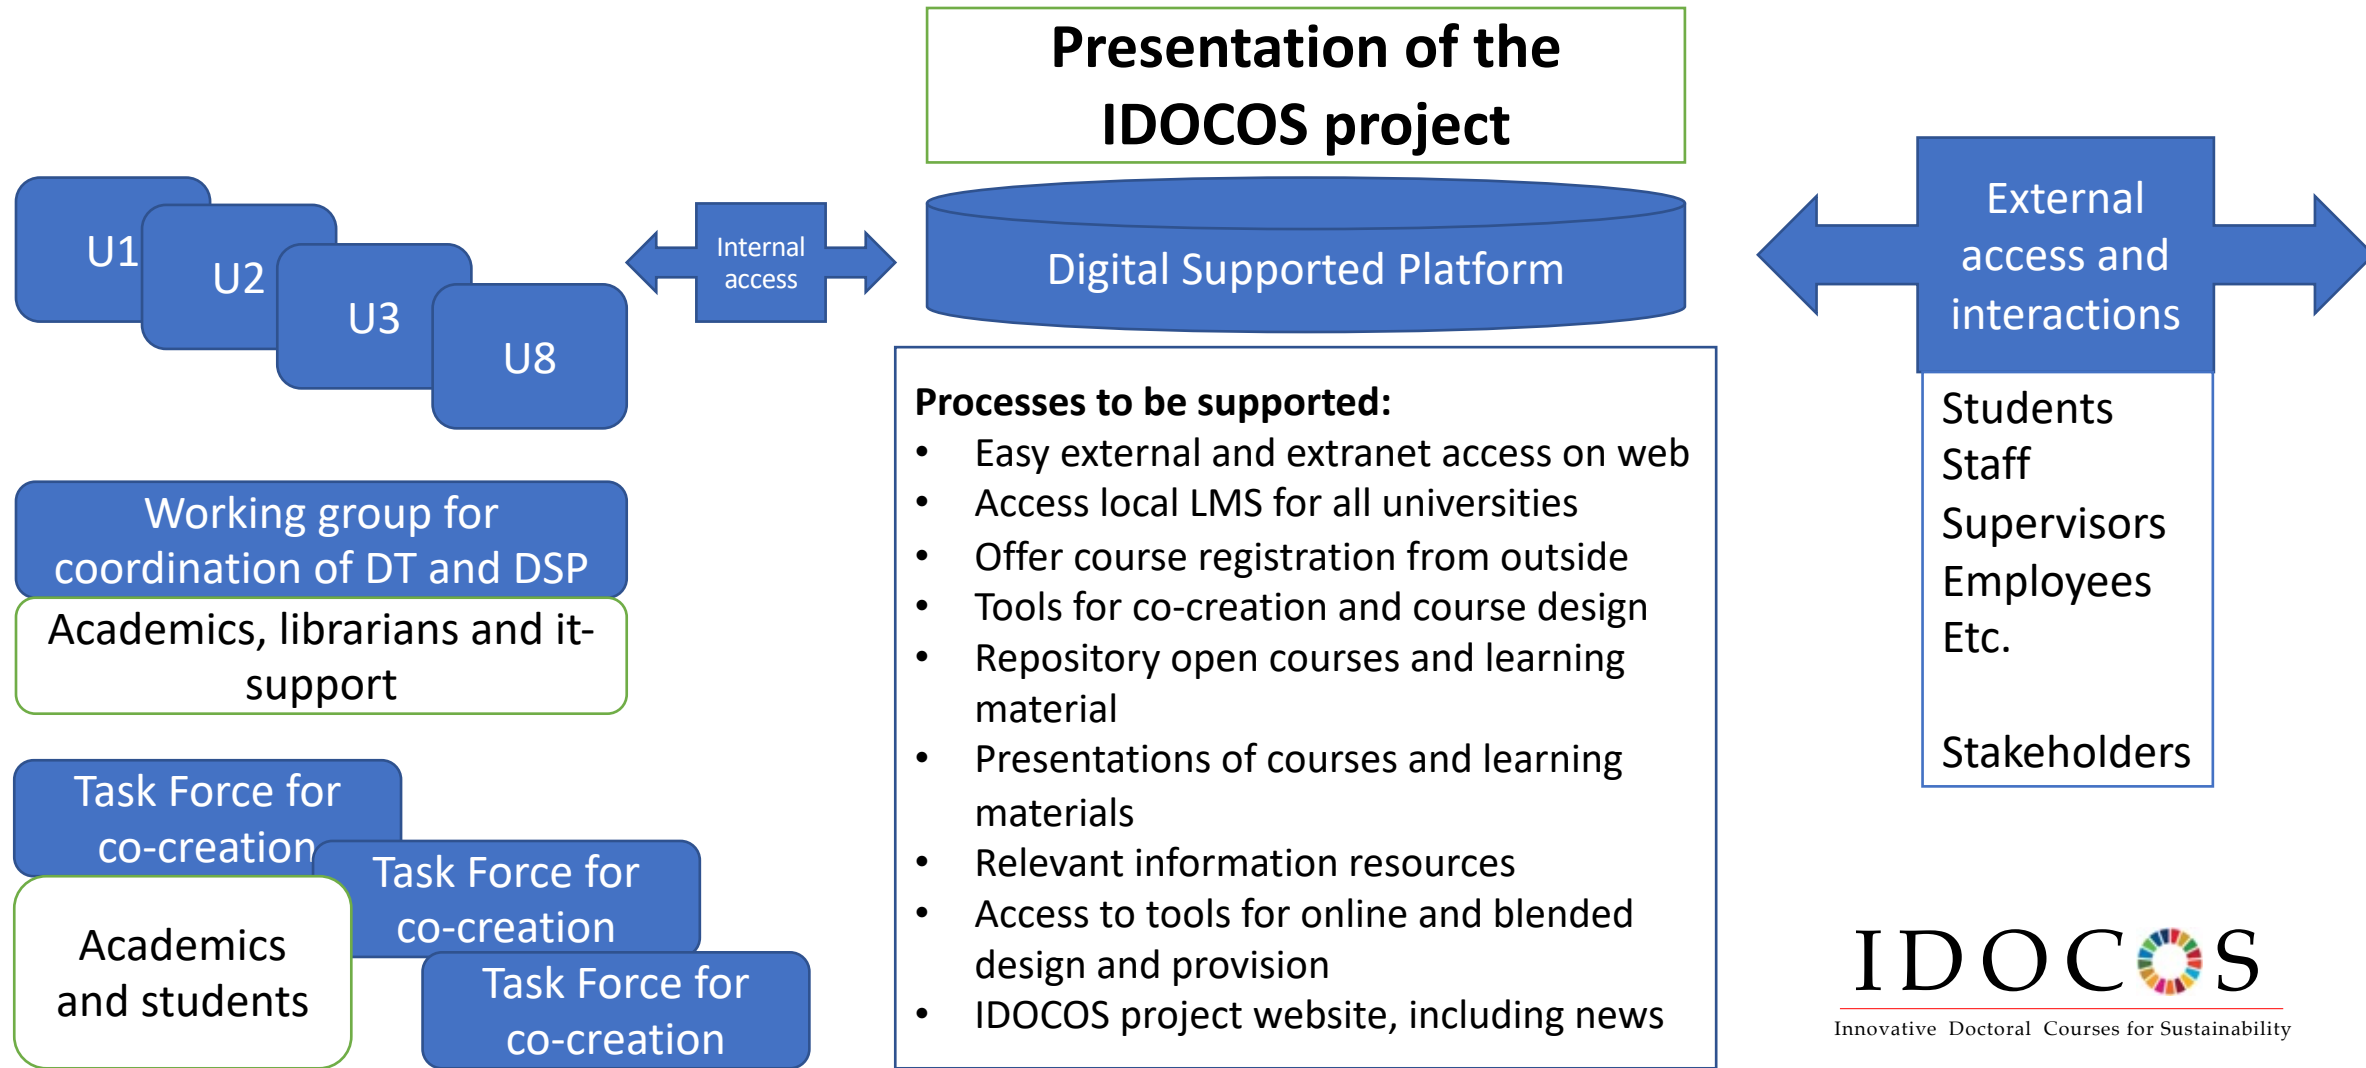 Presentation of the
IDOCOS project
U1
U2
U3
U8
Internal
access
Digital Supported Platform
External
access and
interactions
Working group for
coordination of DT and DSP
Academics, librarians and it-
support
Task Force for
co-creation
Task Force for
co-creation
Task Force for
co-creation
Academics
and students
Processes to be supported:
• Easy external and extranet access on web
• Access local LMS for all universities
• Offer course registration from outside
• Tools for co-creation and course design
• Repository open courses and learning
material
• Presentations of courses and learning
materials
• Relevant information resources
• Access to tools for online and blended
design and provision
• IDOCOS project website, including news
Students
Staff
Supervisors
Employees
Etc.
Stakeholders
IDOCOS
Innovative Doctoral Courses for Sustainability